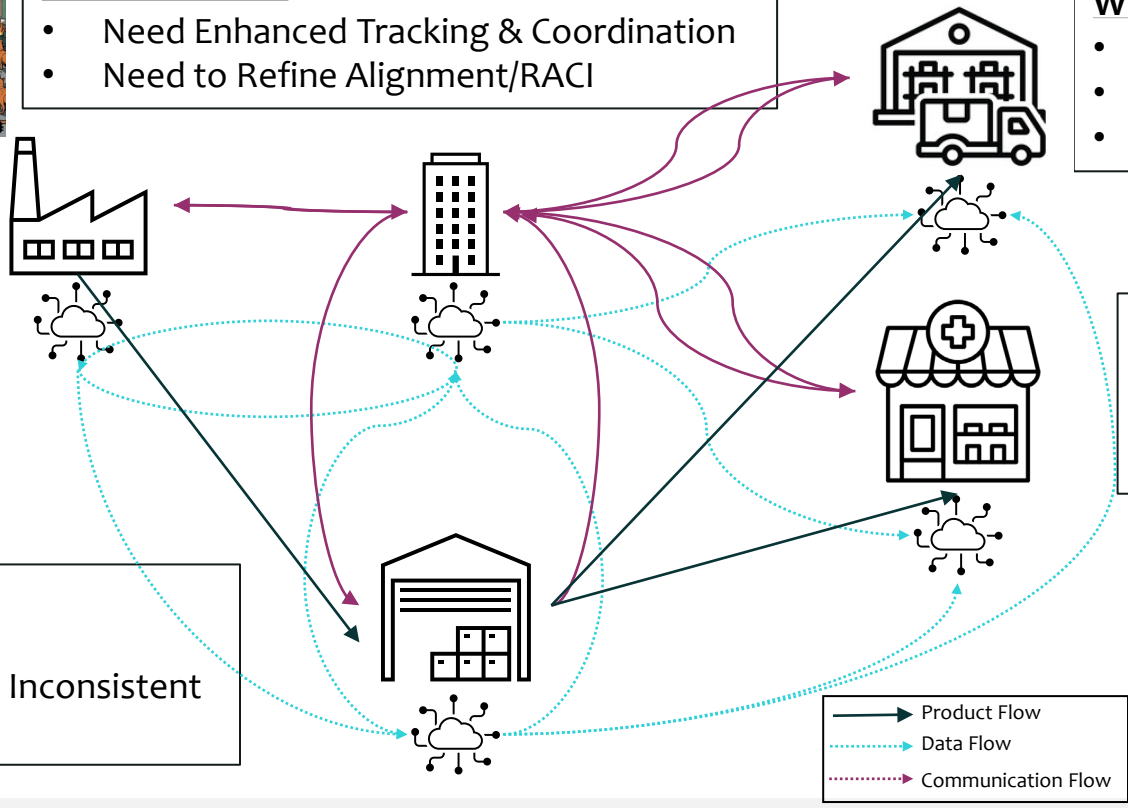 • Need Enhanced Tracking & Coordination
• Need to Refine Alignment/RACI
Inconsistent
Product Flow
Data Flow
Communication Flow